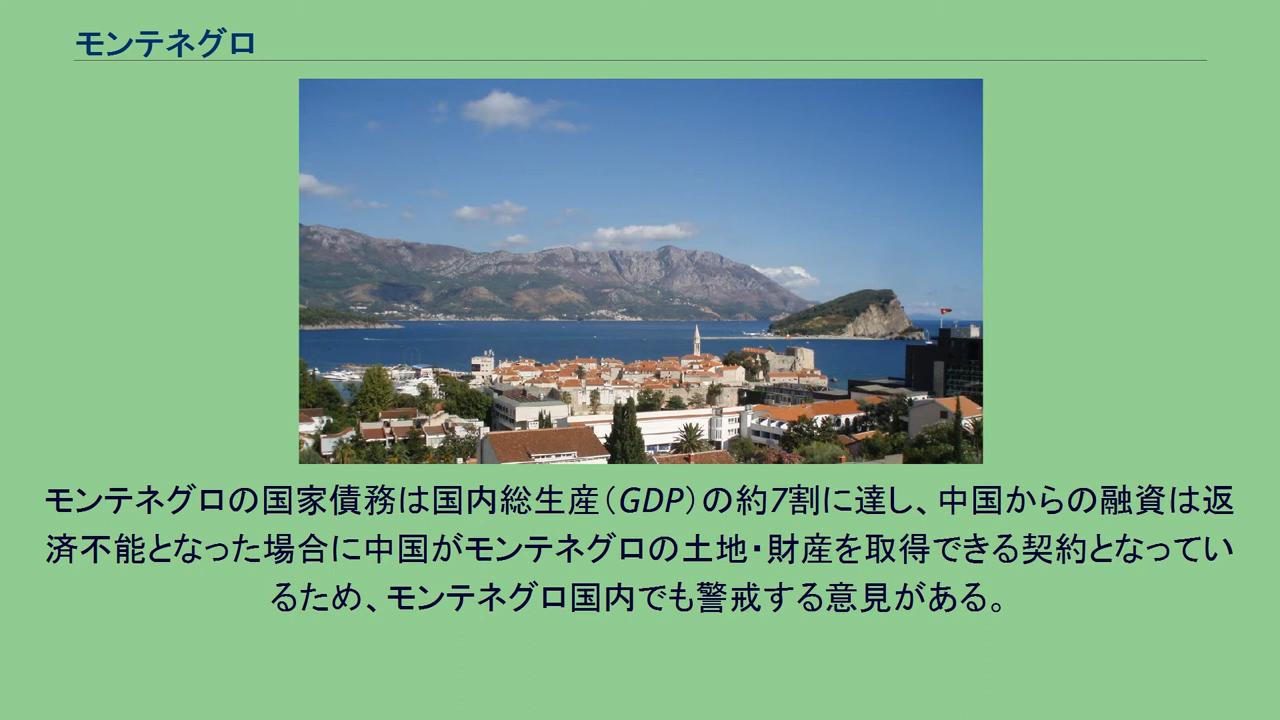 モンテネグロ
モンテネグロの国家債務は国内総生産（GDP）の約7割に達し、中国からの融資は返
済不能となった場合に中国がモンテネグロの土地・財産を取得できる契約となってい
るため、モンテネグロ国内でも警戒する意見がある。